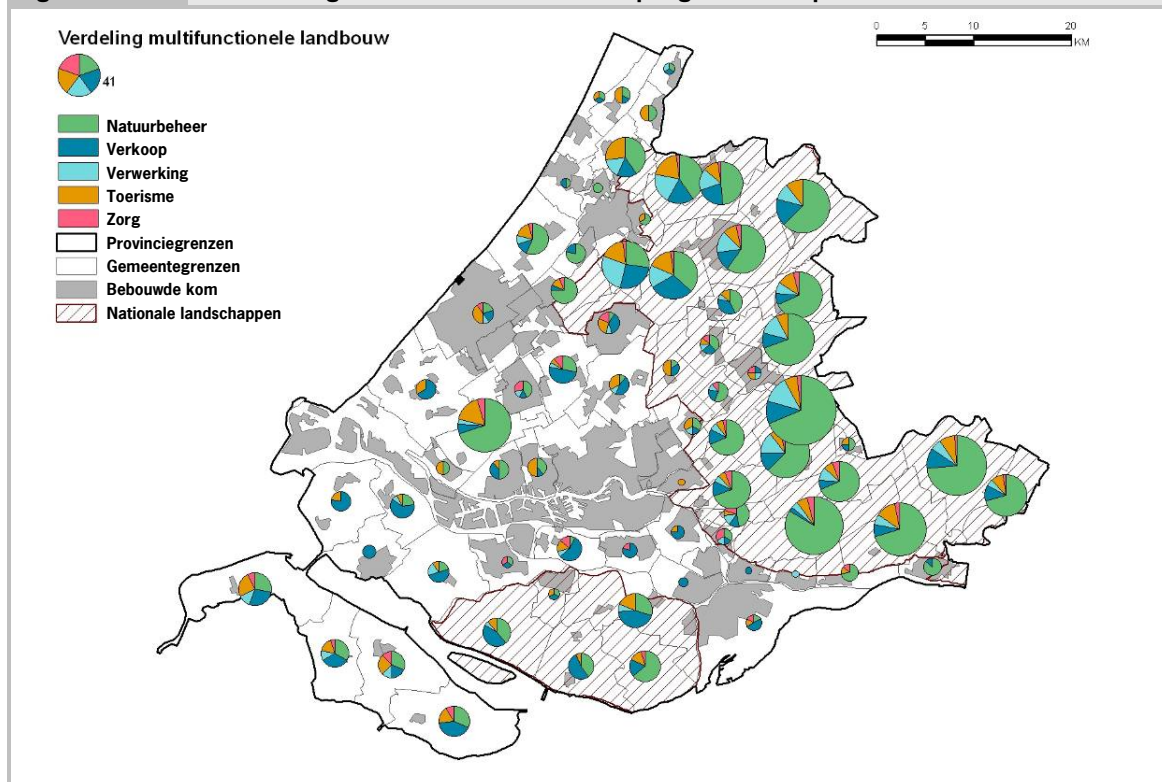 Verdeling multifunctionele landbouw
41
Natuurbeheer
Verkoop
Verwerking
Toerisme
Zorg
Provinciegrenzen
Gemeentegrenzen
Bebouwde kom
Nationale landschappen
0 5 10 20
KM